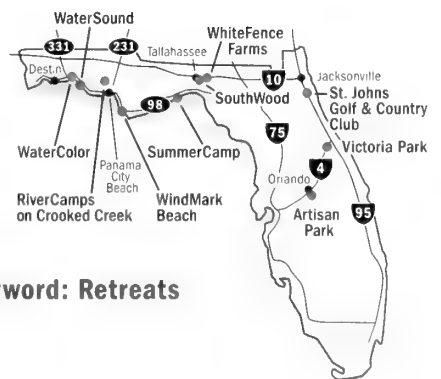 WaterSound
331
231
Tallahassee
WhiteFence
Farms
Destin
10
Jacksonville
SouthWood
St. Johns
Golf & Country
Club
98
75
WaterColor
Panama
City
Beach
SummerCamp
Victoria Park
4
Orlando
RiverCamps
on Crooked Creek
WindMark
Beach
Artisan
Park
95
word: Retreats